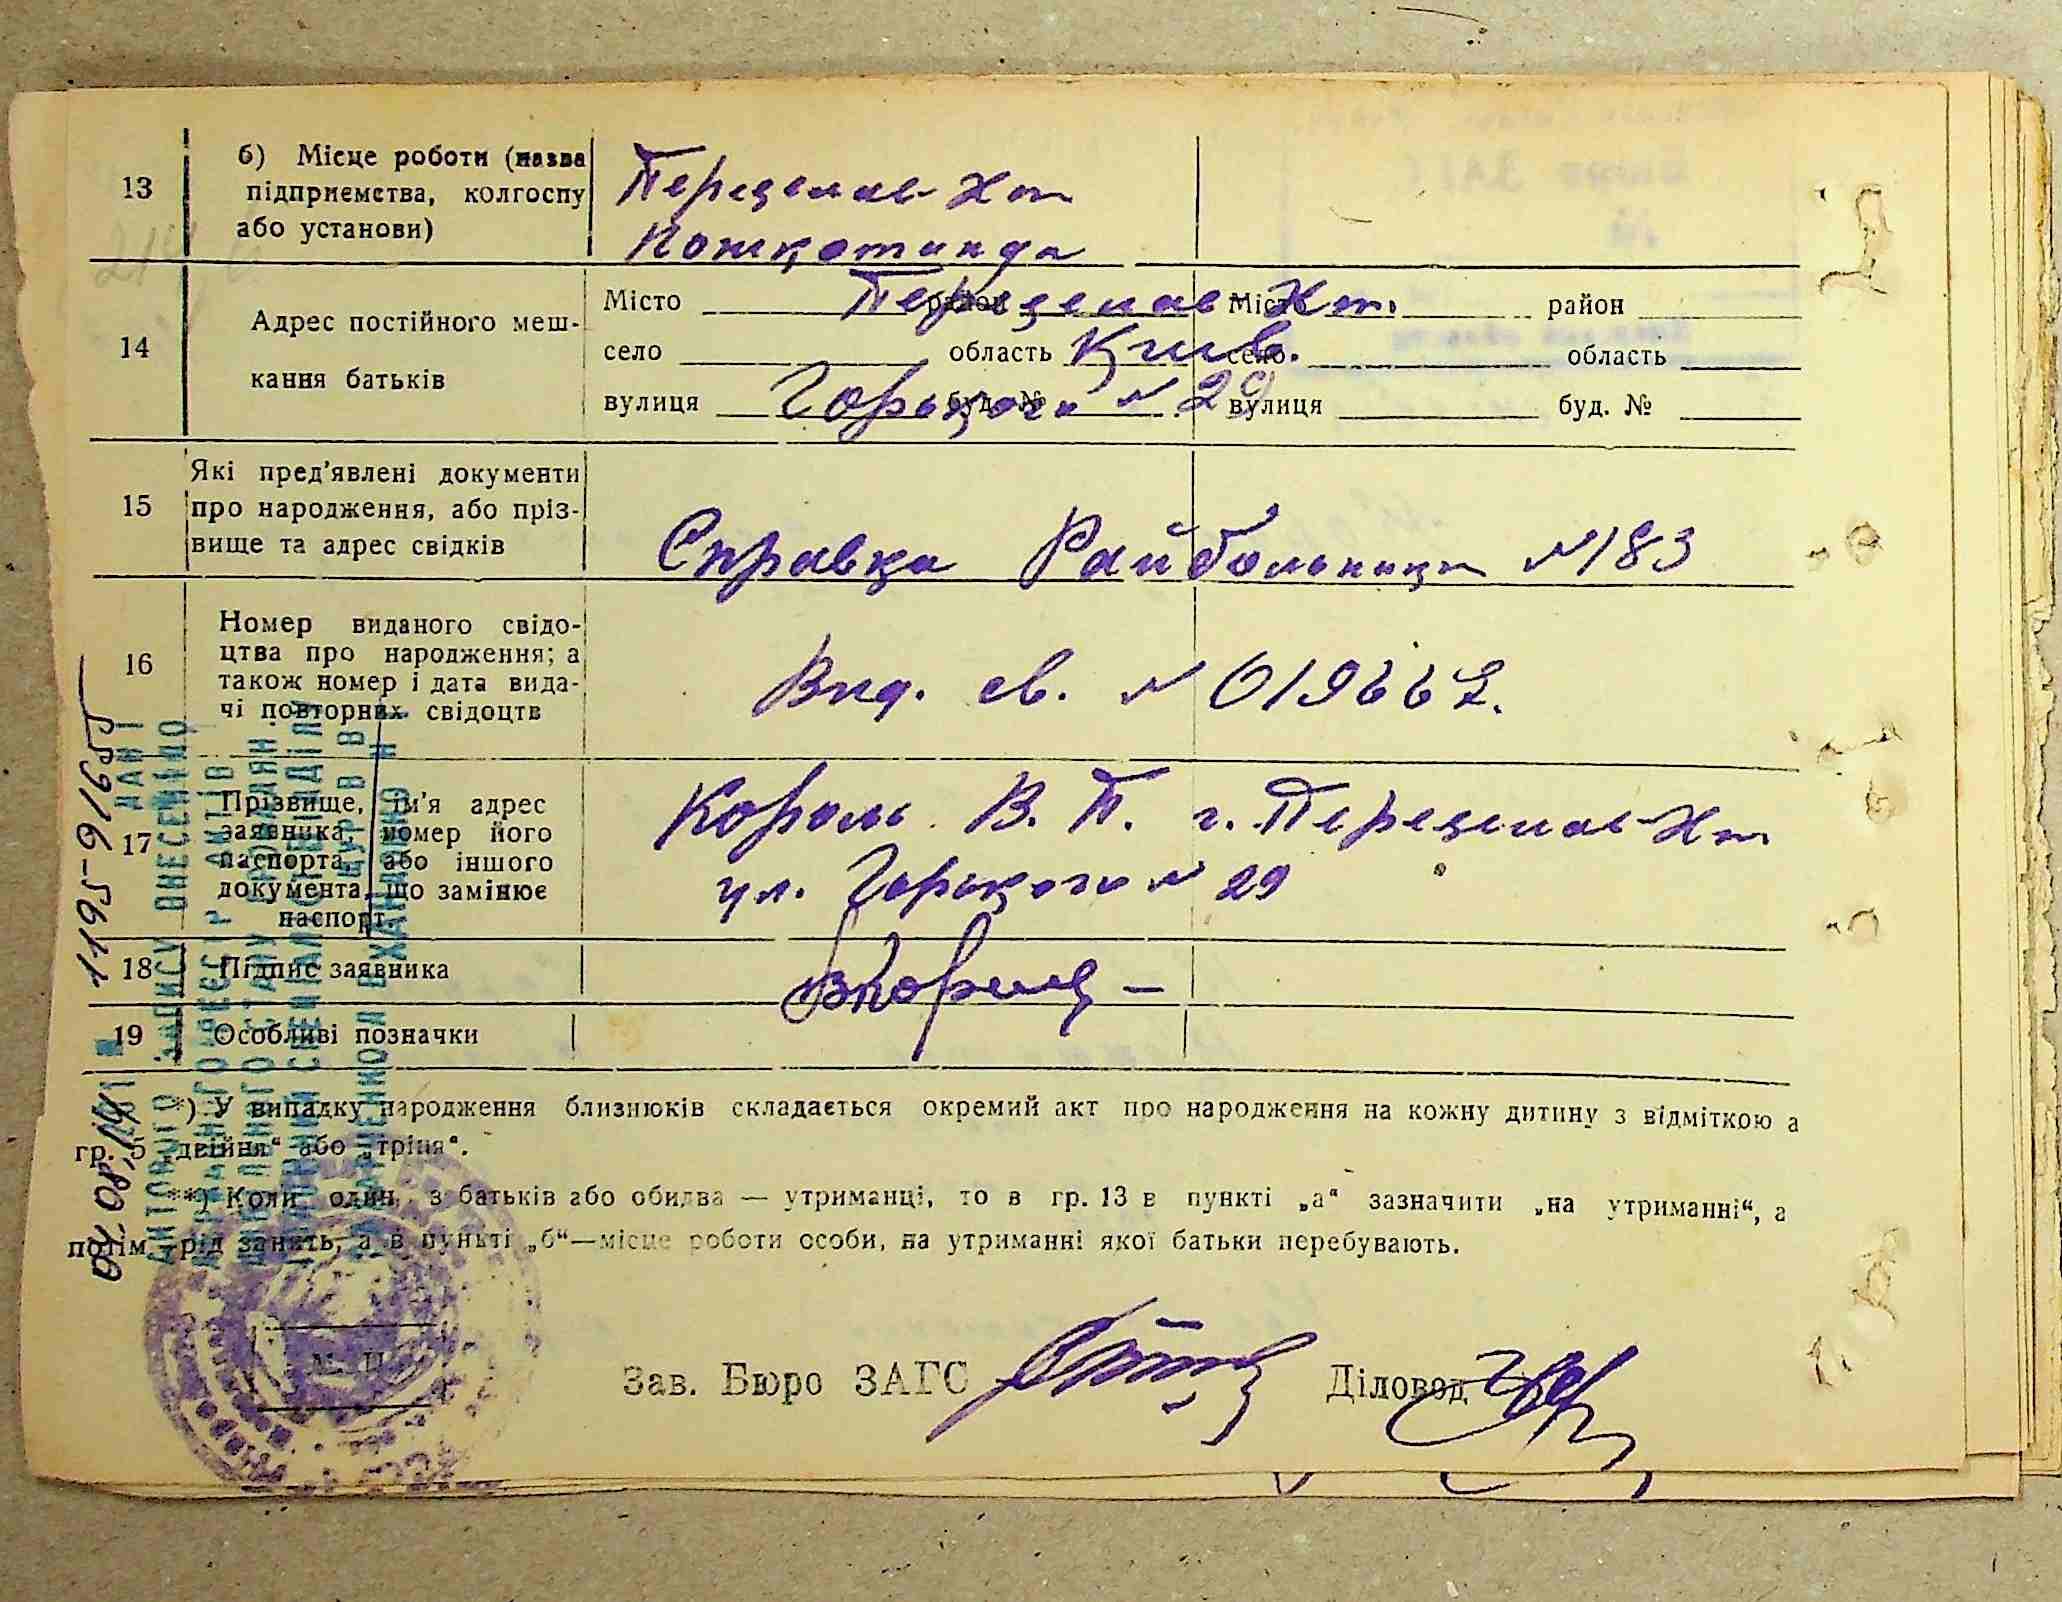 13
б) Місце роботи (назва
підприємства, колгоспу
або установи)
Переяслав-Хм
Пожкоманда
14
Адрес постійного меш-
кання батьків
Місто Переяслав Хм. район
село область Київ.
вулиця Горького буд. № 29
Місто район
село область
вулиця буд. №
15
Які пред'явлені документи
про народження, або пріз-
вище та адрес свідків
Справка Райбольници №183
16
Номер виданого свідо-
цтва про народження; а
також номер і дата вида-
чі повторних свідоцтв
Вид. св. №
17
Прізвище, ім'я адрес
заявника, номер його
паспорта або іншого
документа, що замінює
паспорт.
Король В. П. г. Переяслав-Хм
ул. Горького № 29
18
Підпис заявника
19
Особливі позначки
*) У випадку народження близнюків складається окремий акт про народження на кожну дитину з відміткою а
гр. 5 „двійня“ або „трійня“.
**) Коли один з батьків або обидва — утриманці, то в гр. 13 в пункті „а“ зазначити „на утриманні“, а
потім рід занять, а в пункті „б“—місце роботи особи, на утриманні якої батьки перебувають.
М. П.
Зав. Бюро ЗАГС
Діловод
ДАНІ
АКТОВОГО ЗАПИСУ ВНЕСЕНІ ДО